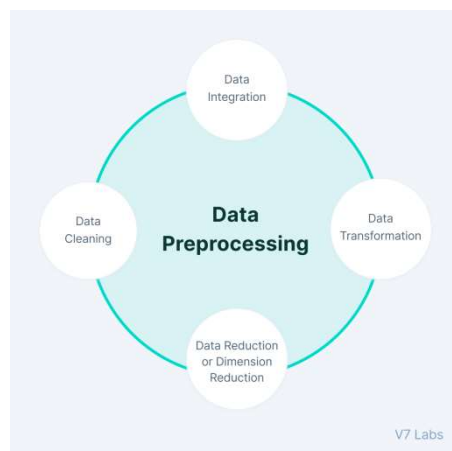 Data
Integration
Data
Cleaning
Data
Preprocessing
Data
Transformation
Data Reduction
or Dimension
Reduction
V7 Labs